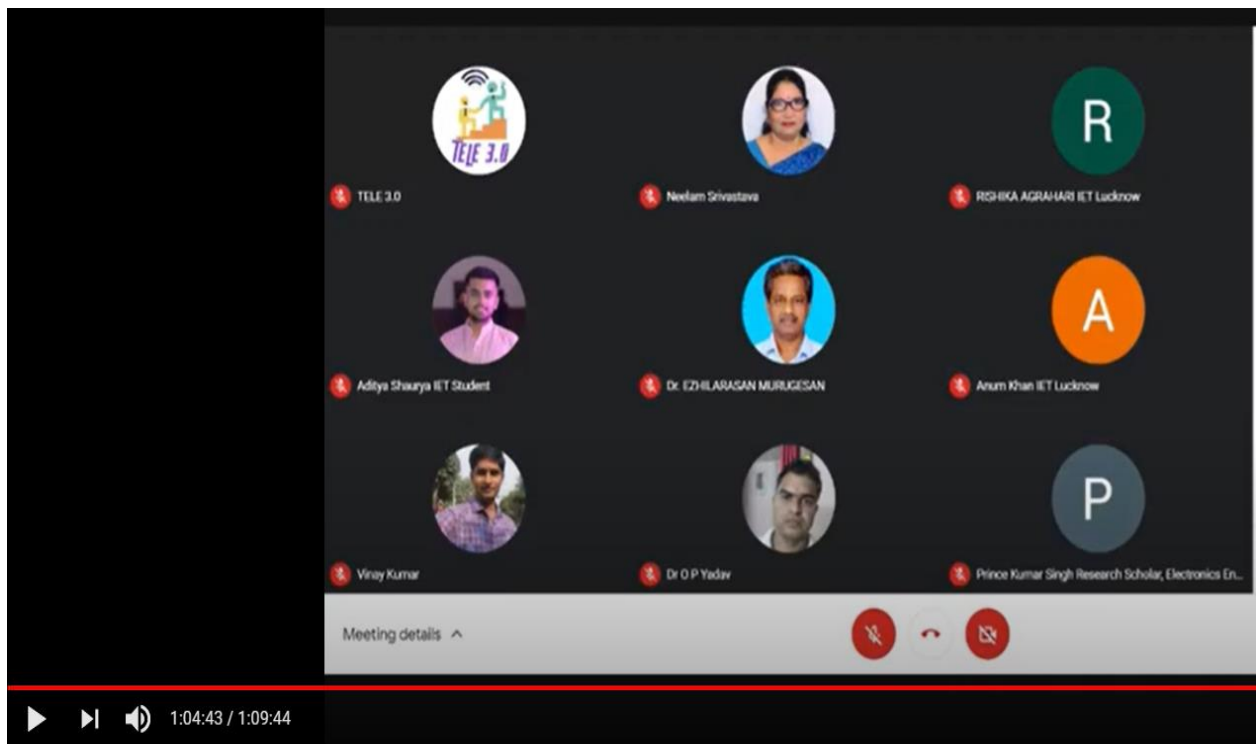 TELE 3.0
R
TELE 3.0
Neelam Srivastava
RISHIKA AGRAHARI IET Lucknow
A
Aditya Shaurya IET Student
Dr. EZHILARASAN MURUGESAN
Anum Khan IET Lucknow
P
Vinay Kumar
Dr O P Yadav
Prince Kumar Singh Research Scholar, Electronics En...
Meeting details
1:04:43 / 1:09:44